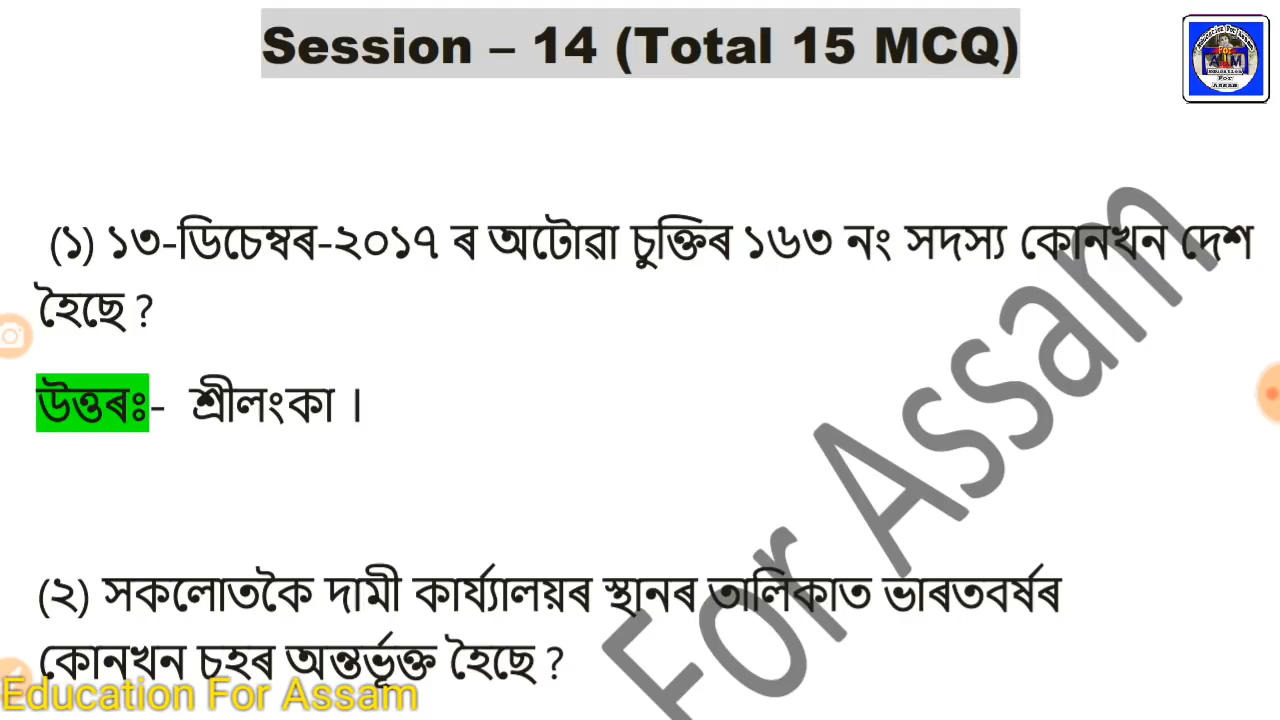 Session – 14 (Total 15 MCQ)
(১) ১৩-ডিচেম্বৰ-২০১৭ ৰ অটোৱা চুক্তিৰ ১৬৩ নং সদস্য কোনখন দেশ
হৈছে ?
উত্তৰঃ- শ্ৰীলংকা ।
(২) সকলোতকৈ দামী কাৰ্য্যালয়ৰ স্থানৰ তালিকাত ভাৰতবৰ্ষৰ
কোনখন চহৰ অন্তৰ্ভূক্ত হৈছে ?
Education For Assam
For Assam